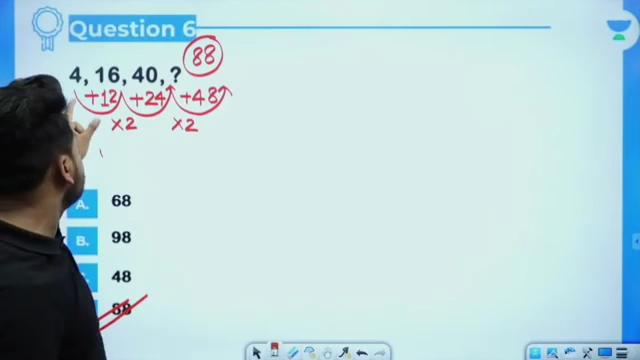 Question 6
88
4, 16, 40, ?
+12 +24 +48
×2 ×2
A. 68
B. 98
48
88